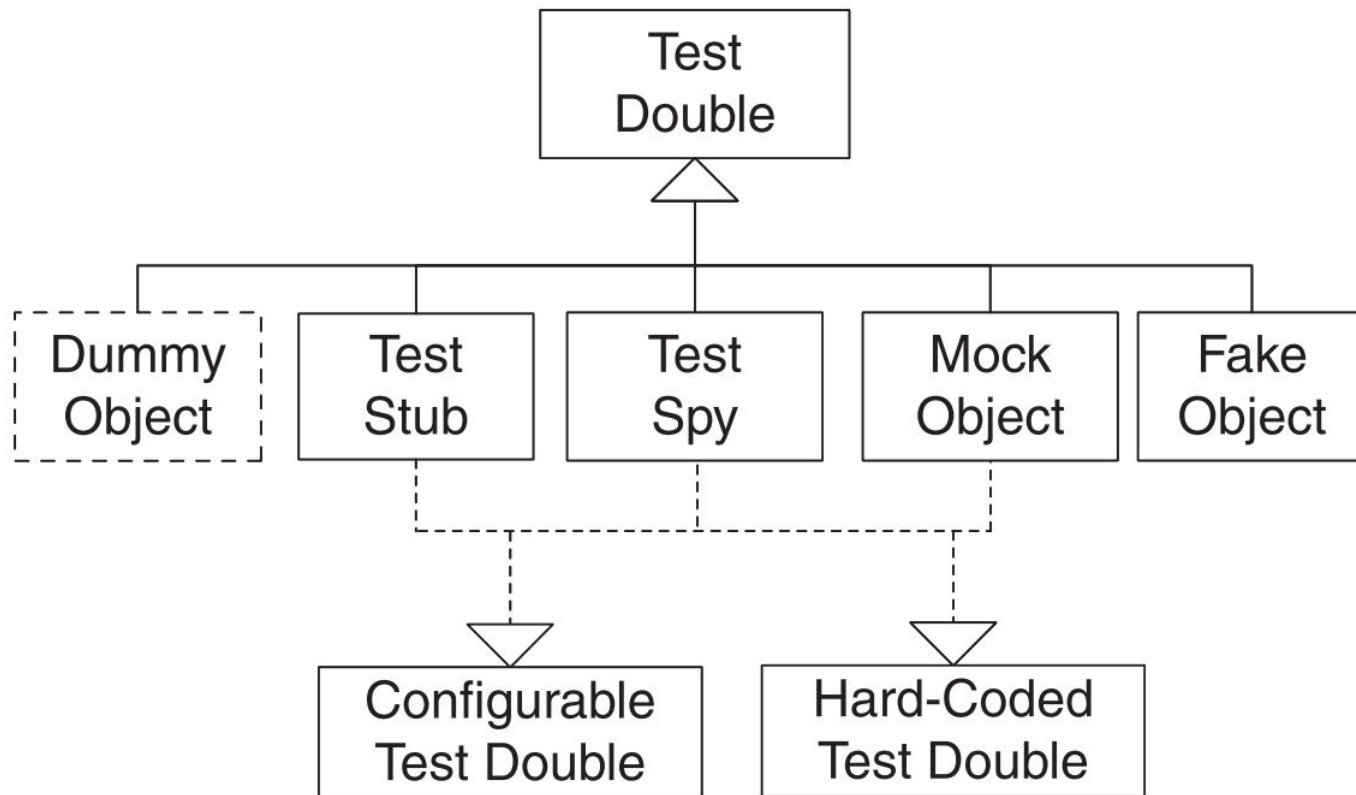 Test
Double
Dummy
Object
Test
Stub
Test
Spy
Mock
Object
Fake
Object
Configurable
Test Double
Hard-Coded
Test Double